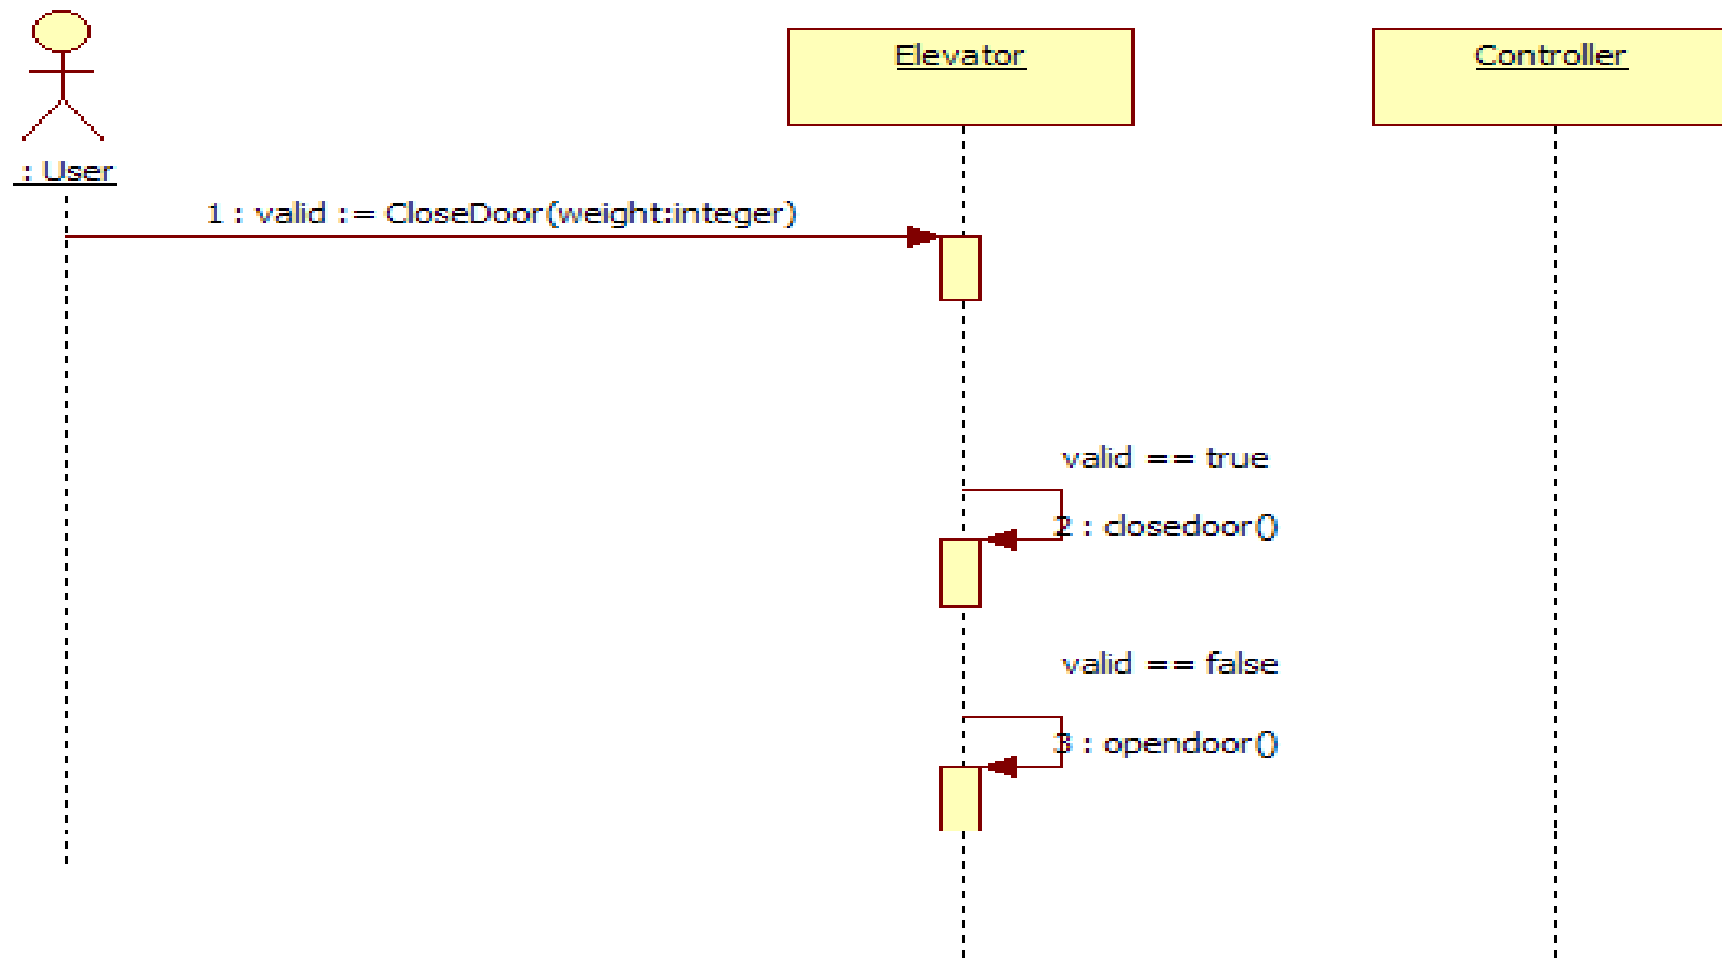 Elevator
Controller
: User
1 : valid := CloseDoor(weight:integer)
valid == true
2 : closedoor()
valid == false
3 : opendoor()